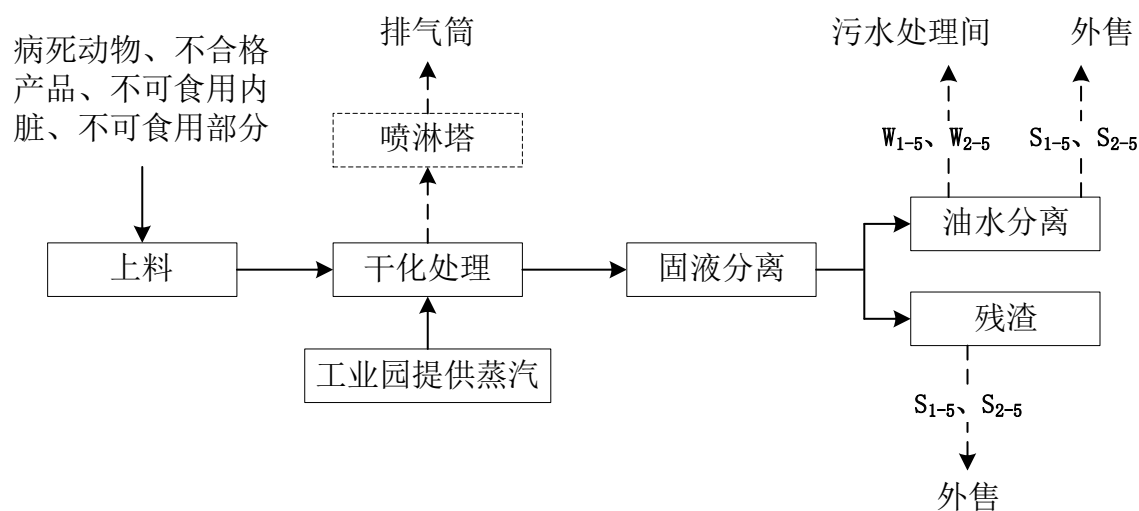 病死动物、不合格
产品、不可食用内
脏、不可食用部分
排气筒
污水处理间
外售
喷淋塔
W₁₋₅、W₂₋₅
S₁₋₅、S₂₋₅
上料
干化处理
固液分离
油水分离
残渣
工业园提供蒸汽
S₁₋₅、S₂₋₅
外售